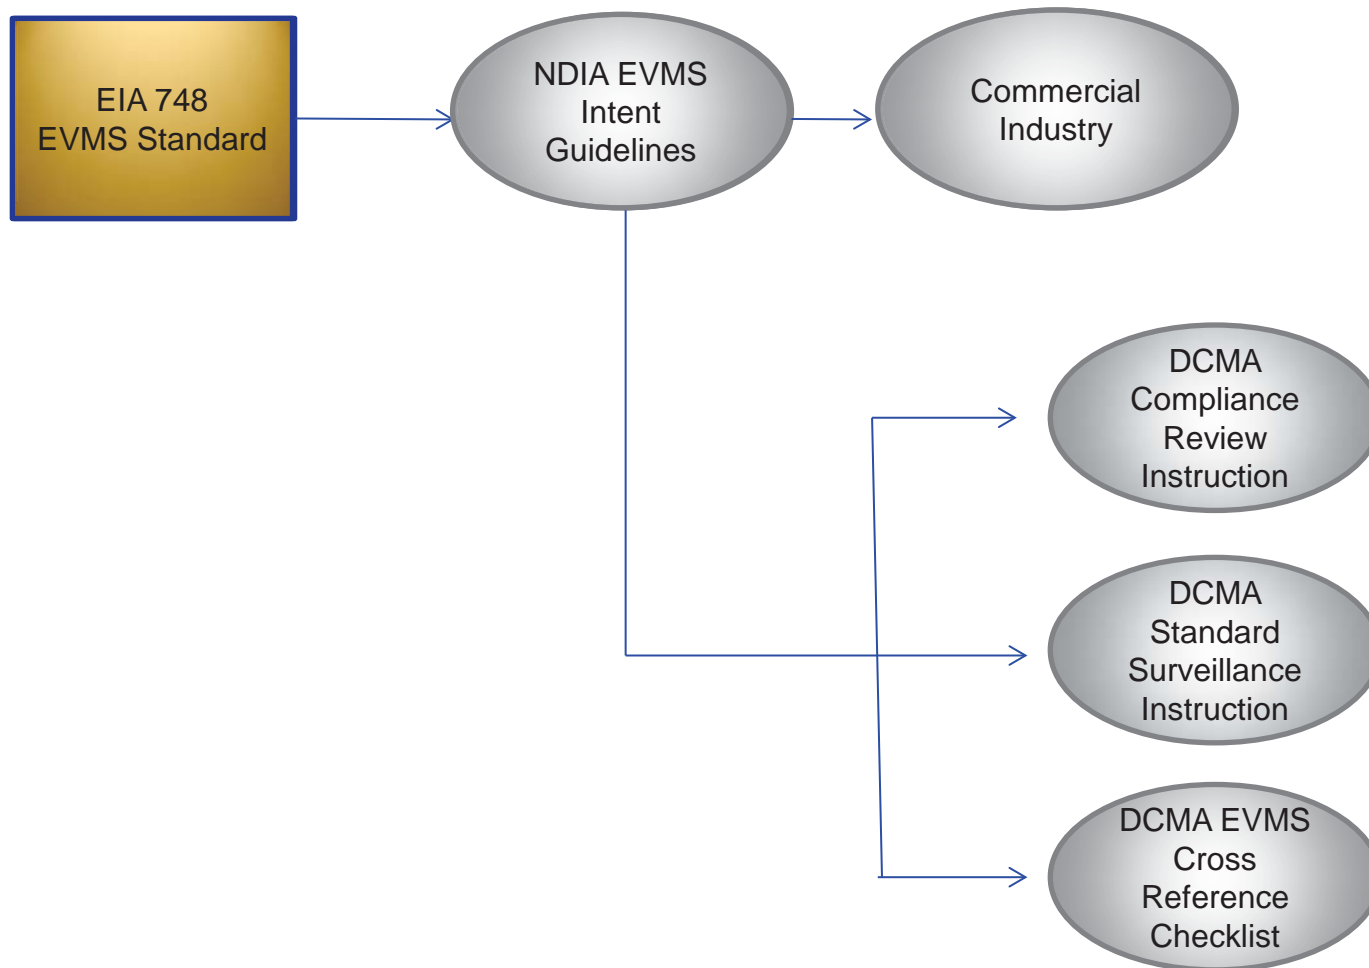 EIA 748
EVMS Standard
NDIA EVMS
Intent
Guidelines
Commercial
Industry
DCMA
Compliance
Review
Instruction
DCMA
Standard
Surveillance
Instruction
DCMA EVMS
Cross
Reference
Checklist